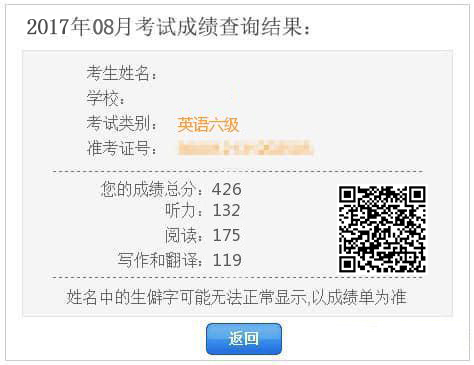 2017年08月考试成绩查询结果：
考生姓名：
学校：
考试类别： 英语六级
准考证号：
您的成绩总分：426
听力：132
阅读：175
写作和翻译：119
姓名中的生僻字可能无法正常显示,以成绩单为准
返回